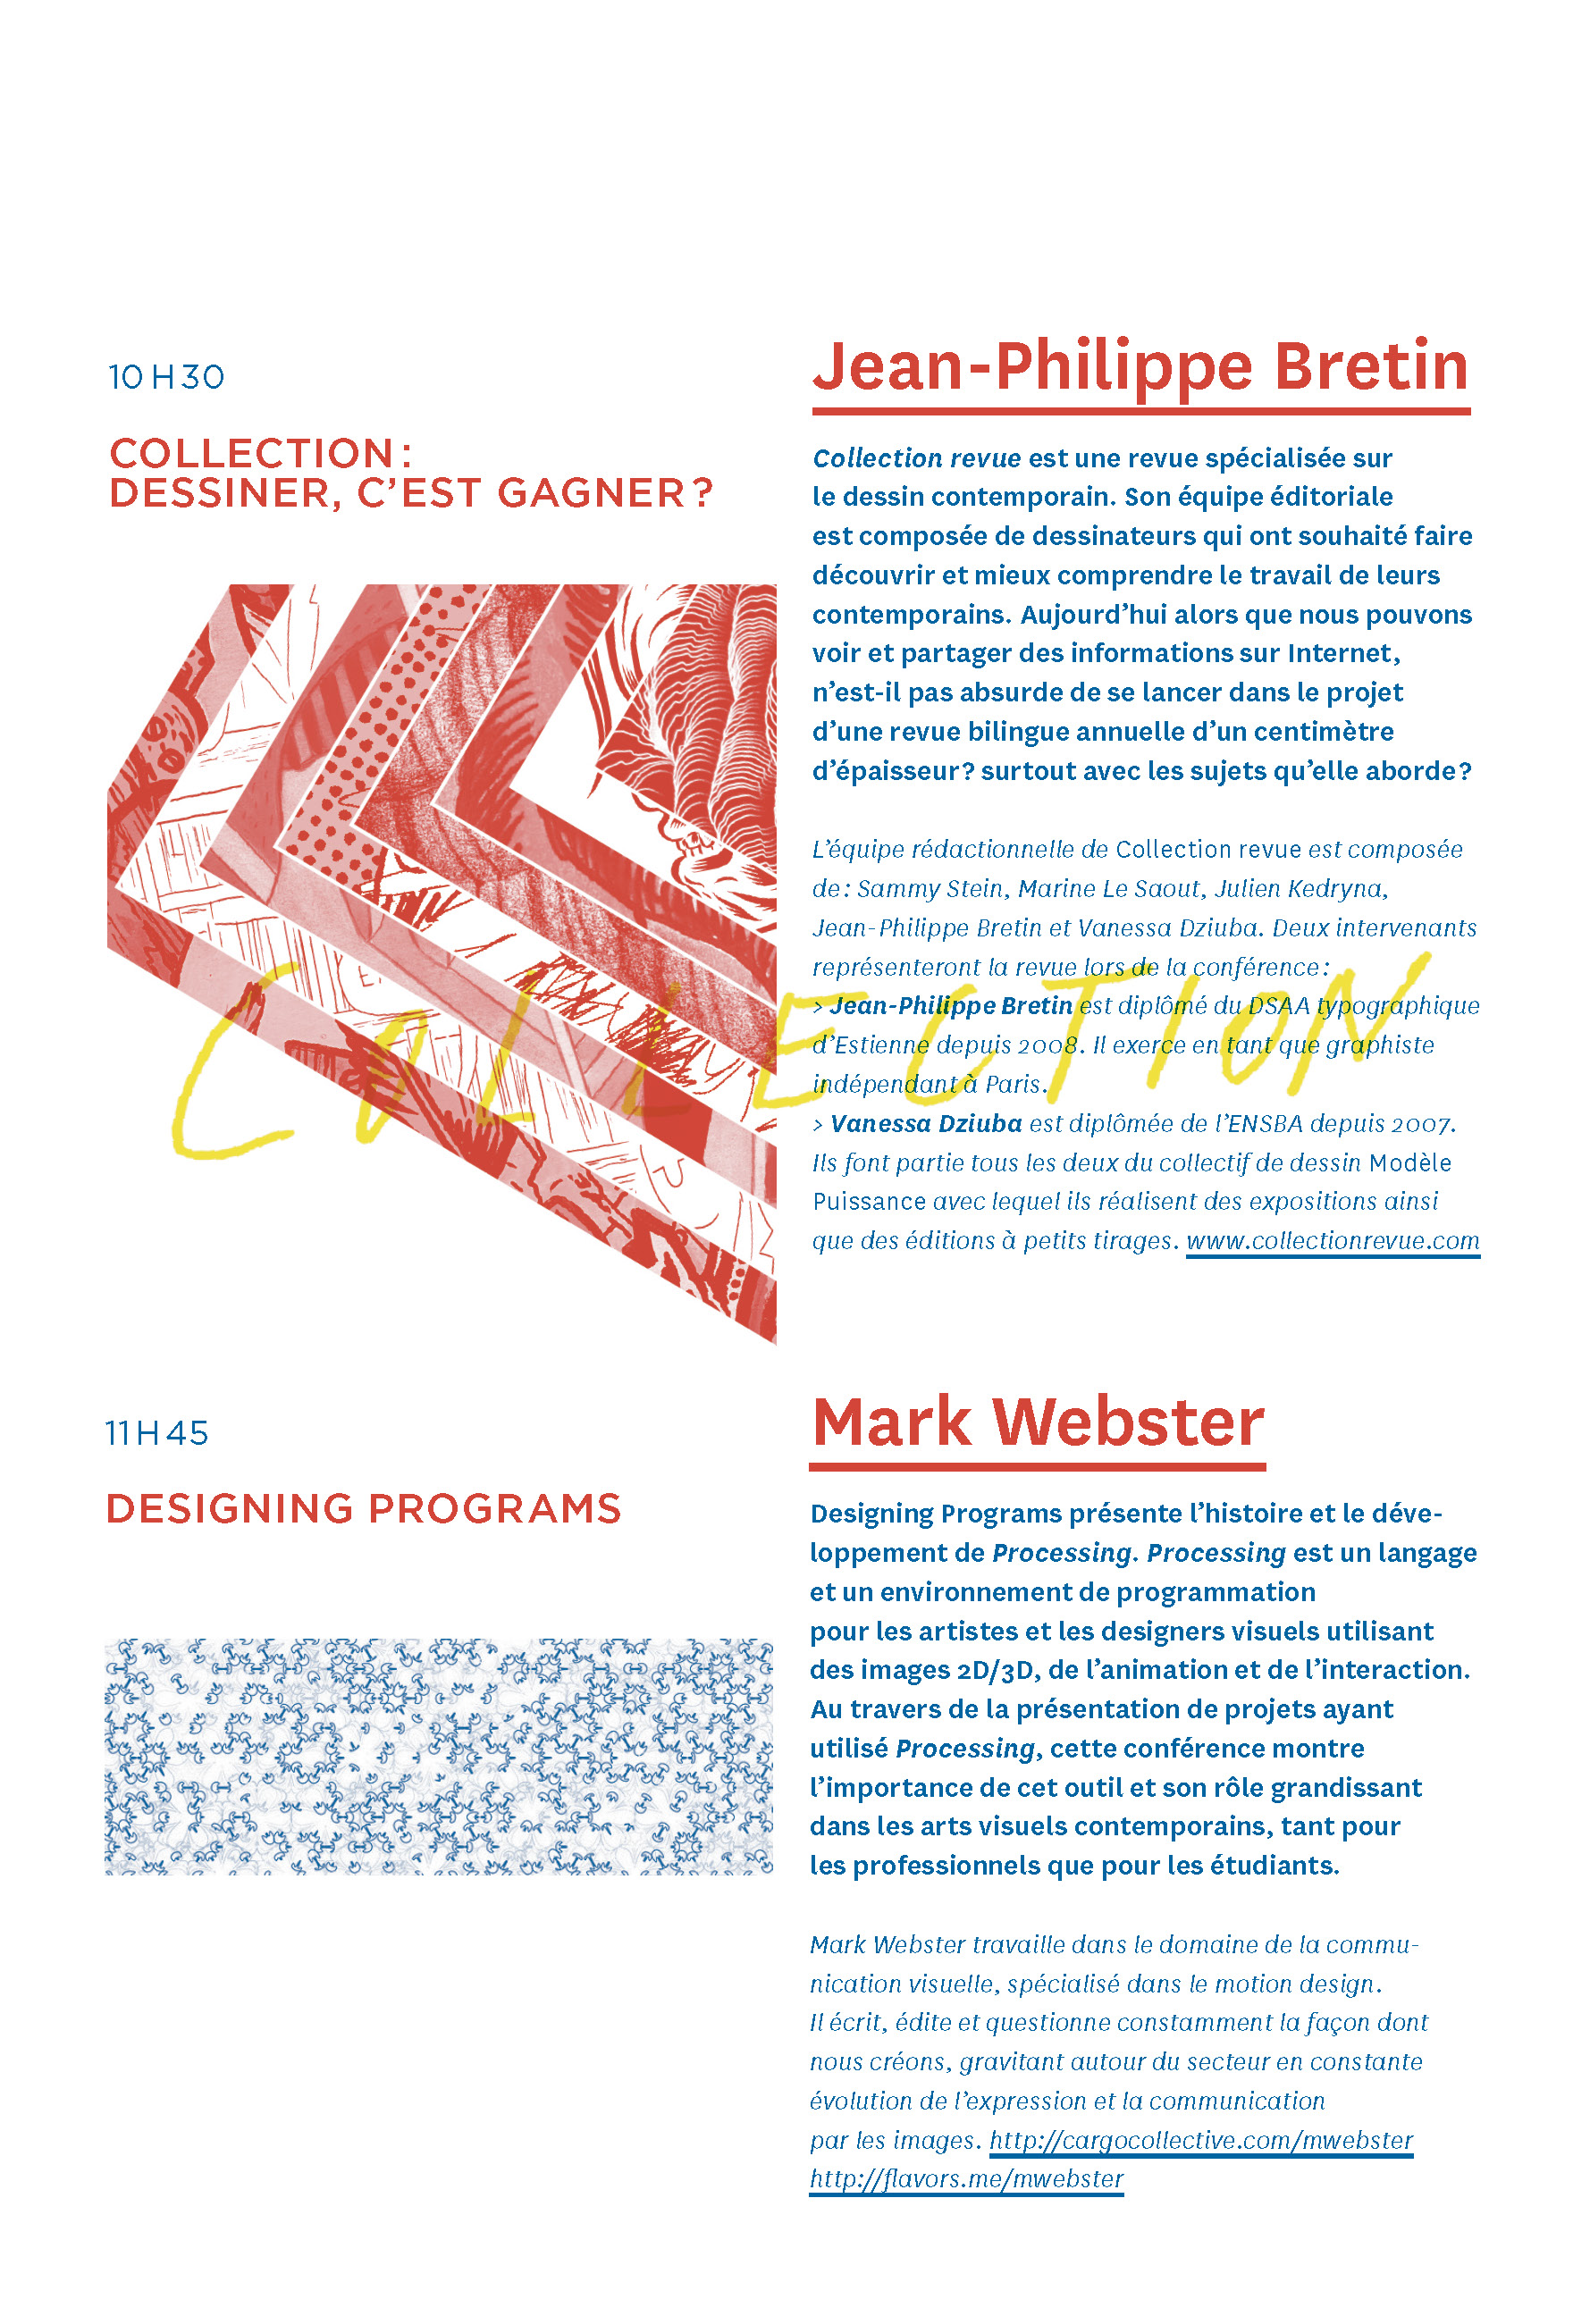 10 H 30
COLLECTION :
DESSINER, C’EST GAGNER ?
Jean-Philippe Bretin
Collection revue est une revue spécialisée sur
le dessin contemporain. Son équipe éditoriale
est composée de dessinateurs qui ont souhaité faire
découvrir et mieux comprendre le travail de leurs
contemporains. Aujourd’hui alors que nous pouvons
voir et partager des informations sur Internet,
n’est-il pas absurde de se lancer dans le projet
d’une revue bilingue annuelle d’un centimètre
d’épaisseur ? surtout avec les sujets qu’elle aborde ?
L’équipe rédactionnelle de Collection revue est composée
de : Sammy Stein, Marine Le Saout, Julien Kedryna,
Jean-Philippe Bretin et Vanessa Dziuba. Deux intervenants
représenteront la revue lors de la conférence :
> Jean-Philippe Bretin est diplômé du DSAA typographique
d’Estienne depuis 2008. Il exerce en tant que graphiste
indépendant à Paris.
> Vanessa Dziuba est diplômée de l’ENSBA depuis 2007.
Ils font partie tous les deux du collectif de dessin Modèle
Puissance avec lequel ils réalisent des expositions ainsi
que des éditions à petits tirages. www.collectionrevue.com
COLLECTION
11 H 45
DESIGNING PROGRAMS
Mark Webster
Designing Programs présente l’histoire et le déve-
loppement de Processing. Processing est un langage
et un environnement de programmation
pour les artistes et les designers visuels utilisant
des images 2D/3D, de l’animation et de l’interaction.
Au travers de la présentation de projets ayant
utilisé Processing, cette conférence montre
l’importance de cet outil et son rôle grandissant
dans les arts visuels contemporains, tant pour
les professionnels que pour les étudiants.
Mark Webster travaille dans le domaine de la commu-
nication visuelle, spécialisé dans le motion design.
Il écrit, édite et questionne constamment la façon dont
nous créons, gravitant autour du secteur en constante
évolution de l’expression et la communication
par les images. http://cargocollective.com/mwebster
http://flavors.me/mwebster